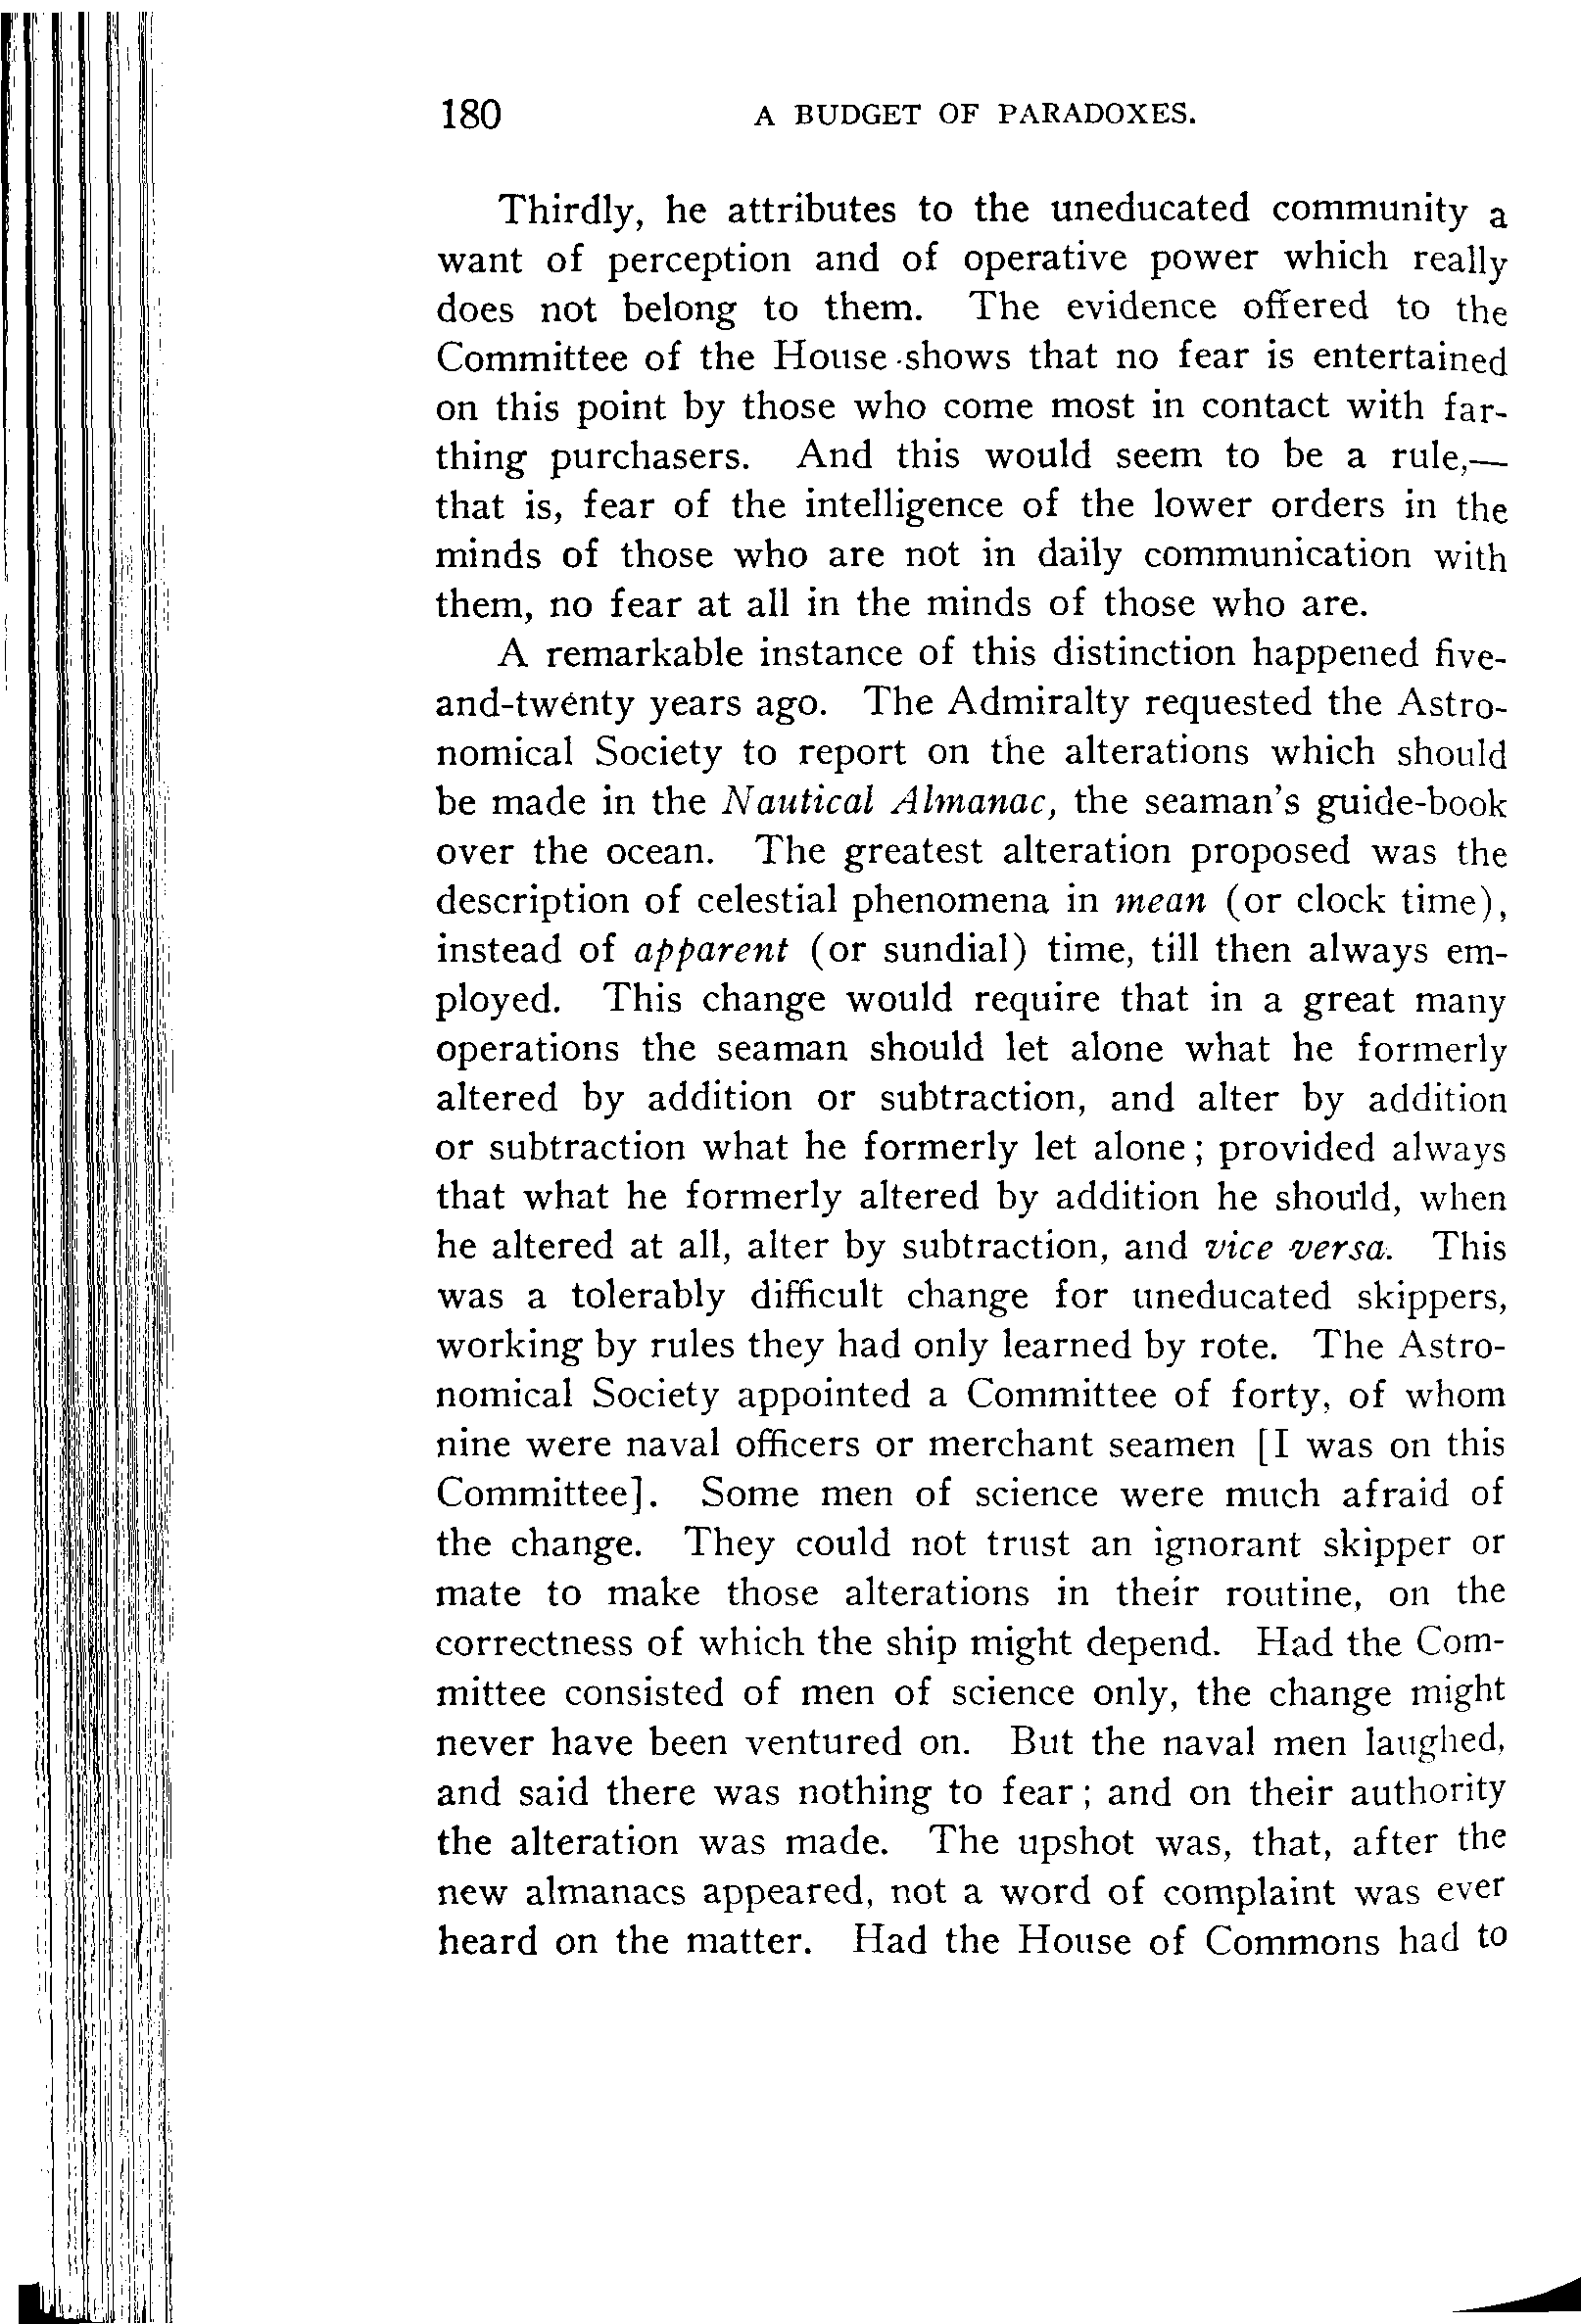 180 A BUDGET OF PARADOXES.
Thirdly, he attributes to the uneducated community a
want of perception and of operative power which really
does not belong to them. The evidence offered to the
Committee of the House shows that no fear is entertained
on this point by those who come most in contact with far-
thing purchasers. And this would seem to be a rule,—
that is, fear of the intelligence of the lower orders in the
minds of those who are not in daily communication with
them, no fear at all in the minds of those who are.
A remarkable instance of this distinction happened five-
and-twenty years ago. The Admiralty requested the Astro-
nomical Society to report on the alterations which should
be made in the Nautical Almanac, the seaman's guide-book
over the ocean. The greatest alteration proposed was the
description of celestial phenomena in mean (or clock time),
instead of apparent (or sundial) time, till then always em-
ployed. This change would require that in a great many
operations the seaman should let alone what he formerly
altered by addition or subtraction, and alter by addition
or subtraction what he formerly let alone; provided always
that what he formerly altered by addition he should, when
he altered at all, alter by subtraction, and vice versa. This
was a tolerably difficult change for uneducated skippers,
working by rules they had only learned by rote. The Astro-
nomical Society appointed a Committee of forty, of whom
nine were naval officers or merchant seamen [I was on this
Committee]. Some men of science were much afraid of
the change. They could not trust an ignorant skipper or
mate to make those alterations in their routine, on the
correctness of which the ship might depend. Had the Com-
mittee consisted of men of science only, the change might
never have been ventured on. But the naval men laughed,
and said there was nothing to fear; and on their authority
the alteration was made. The upshot was, that, after the
new almanacs appeared, not a word of complaint was ever
heard on the matter. Had the House of Commons had to